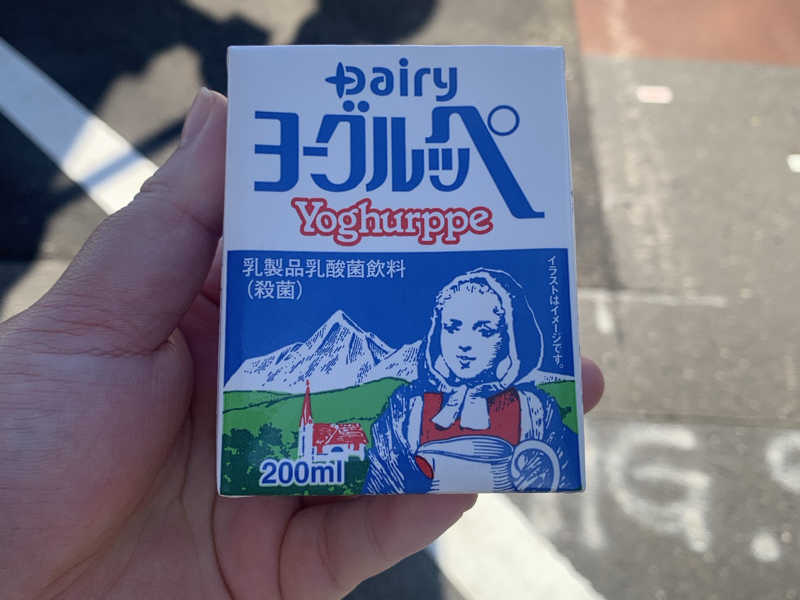 Dairy
ヨーグルッペ
Yoghurppe
乳製品乳酸菌飲料
(殺菌)
イラストはイメージです。
200ml
G.